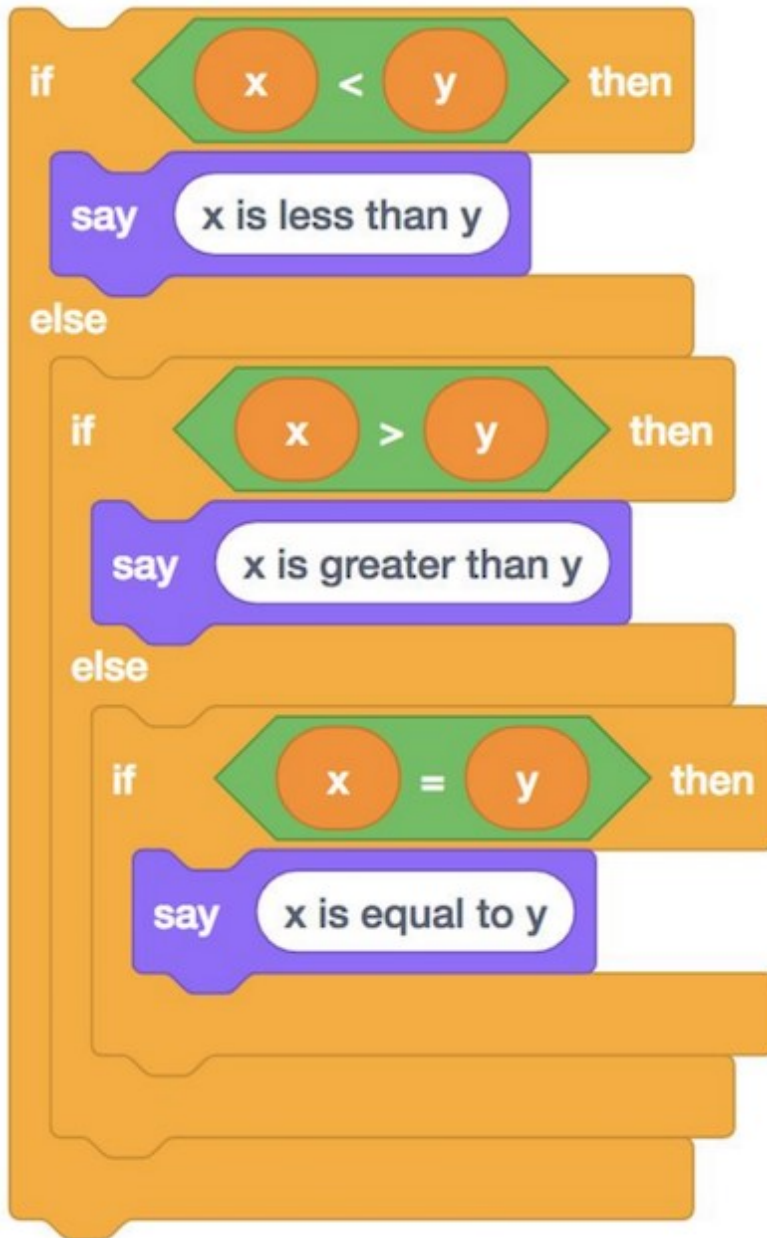 if x < y then
say x is less than y
else
if x > y then
say x is greater than y
else
if x = y then
say x is equal to y